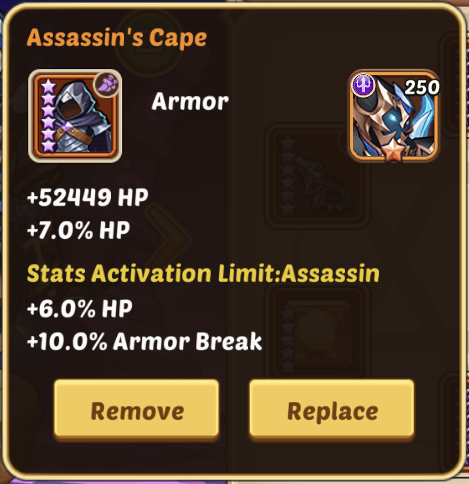 Assassin's Cape
Armor
250
+52449 HP
+7.0% HP
Stats Activation Limit:Assassin
+6.0% HP
+10.0% Armor Break
Remove
Replace